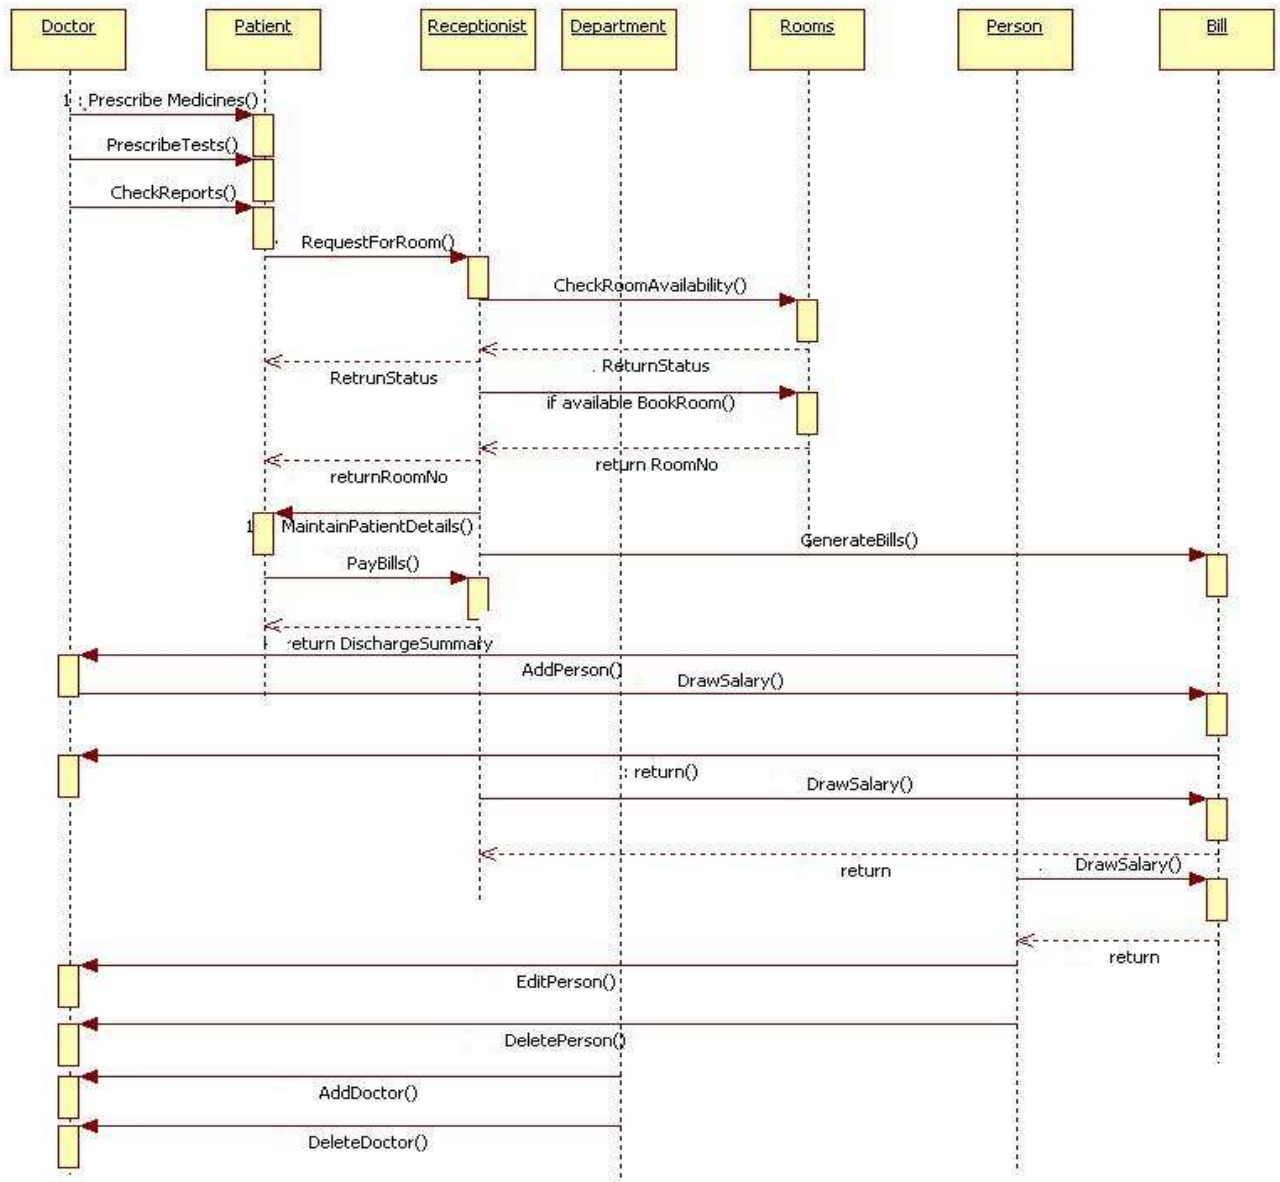 Doctor
Patient
Receptionist
Department
Rooms
Person
Bill
1 : Prescribe Medicines()
PrescribeTests()
CheckReports()
RequestForRoom()
CheckRoomAvailability()
ReturnStatus
RetrunStatus
if available BookRoom()
return RoomNo
returnRoomNo
1 MaintainPatientDetails()
GenerateBills()
PayBills()
return DischargeSummary
AddPerson()
DrawSalary()
: return()
DrawSalary()
return
DrawSalary()
return
EditPerson()
DeletePerson()
AddDoctor()
DeleteDoctor()